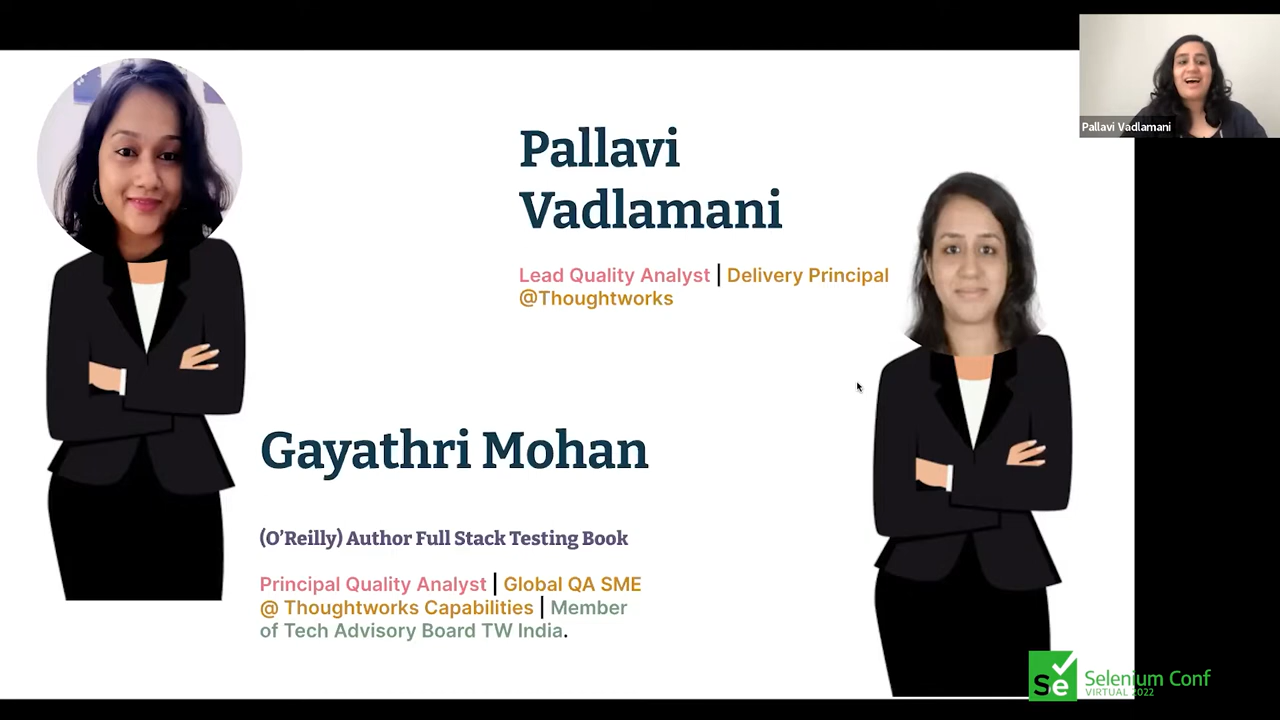 Pallavi Vadlamani
Pallavi
Vadlamani
Lead Quality Analyst | Delivery Principal
@Thoughtworks
Gayathri Mohan
(O’Reilly) Author Full Stack Testing Book
Principal Quality Analyst | Global QA SME
@ Thoughtworks Capabilities | Member
of Tech Advisory Board TW India.
Se
Selenium Conf
VIRTUAL 2022